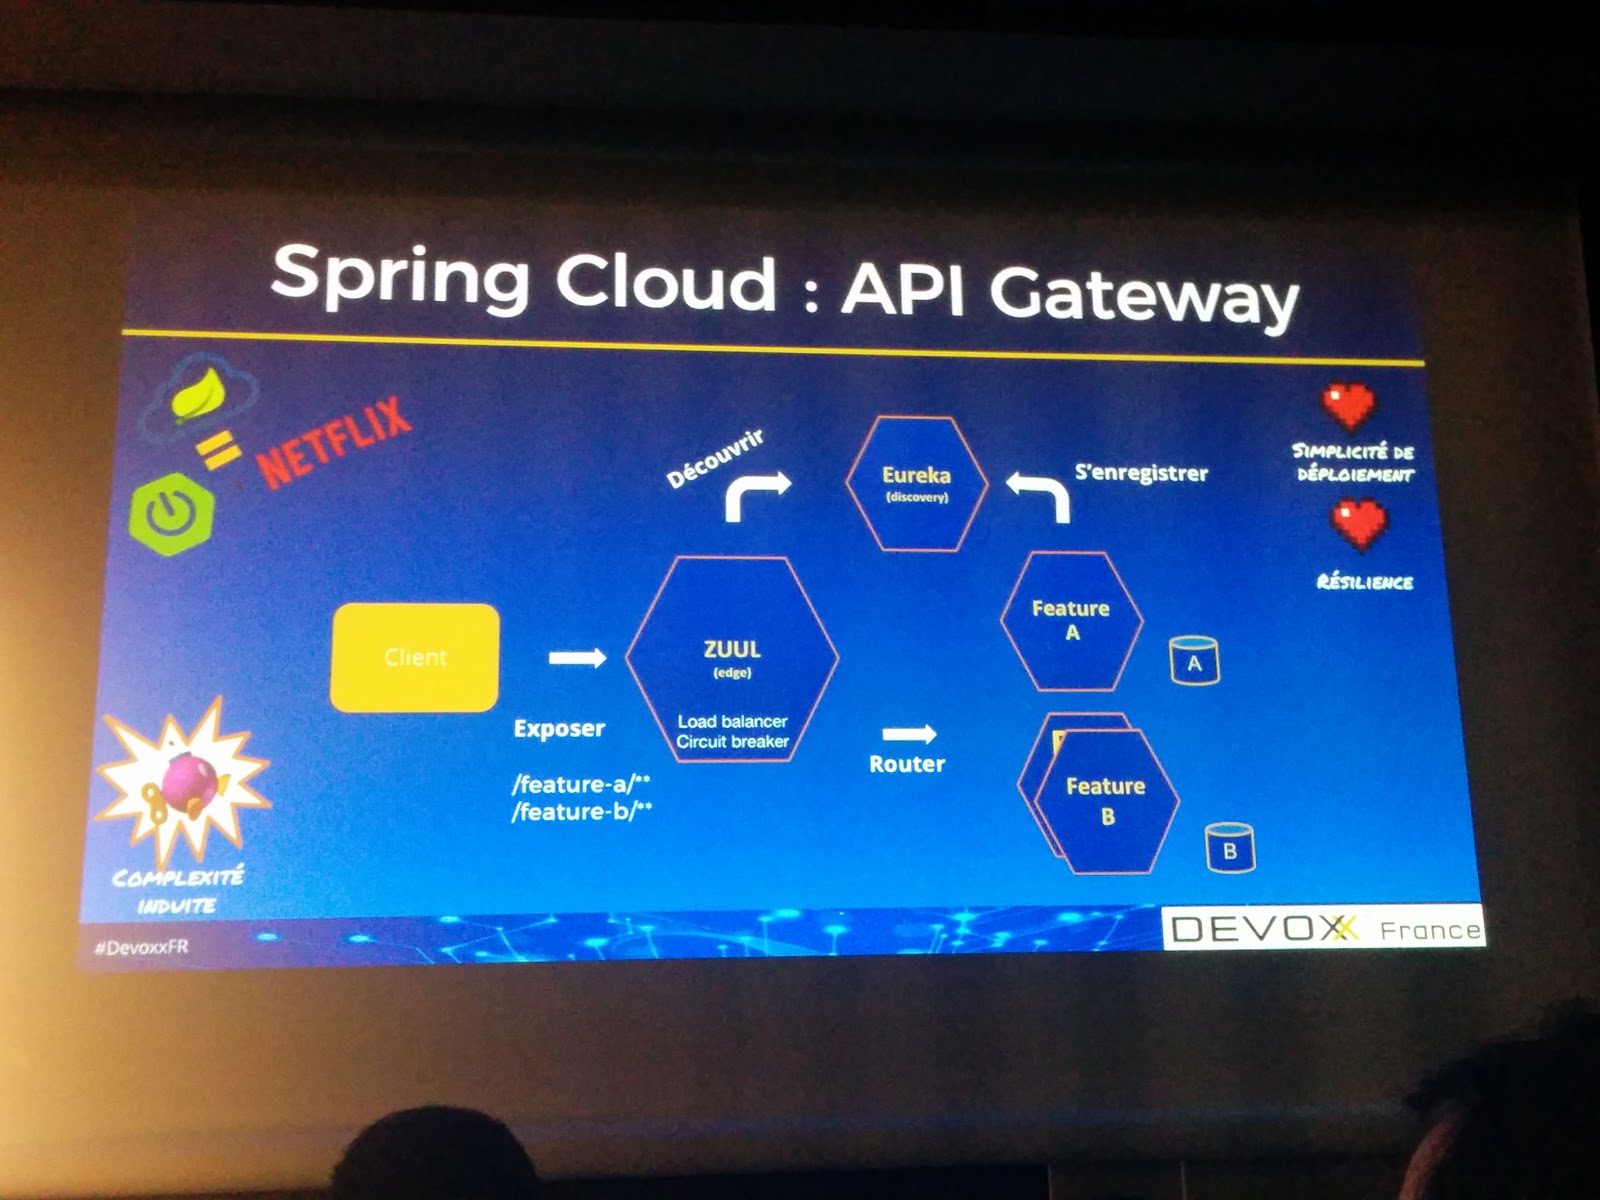 Spring Cloud : API Gateway
NETFLIX
Découvrir
Eureka
(discovery)
S'enregistrer
SIMPLICITÉ DE
DÉPLOIEMENT
RÉSILIENCE
Client
Exposer
/feature-a/**
/feature-b/**
ZUUL
(edge)
Load balancer
Circuit breaker
Router
Feature
A
A
Feature
B
B
COMPLEXITÉ
INDUITE
#DevoxxFR
DEVOXX France